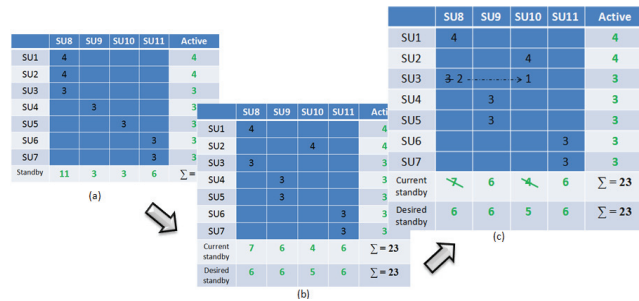 SU8 SU9 SU10 SU11 Active
SU1 4 4
SU2 4 4
SU3 3 3
SU4 3 3
SU5 3 3
SU6 3 3
SU7 3 3
Standby 11 3 3 6 ∑ =
(a)
SU8 SU9 SU10 SU11
SU1 4 4
SU2 4 4
SU3 3 3
SU4 3 3
SU5 3 3
SU6 3 3
SU7 3 3
Current standby 7 6 4 6 ∑ = 23
Desired standby 6 6 5 6 ∑ = 23
(b)
SU8 SU9 SU10 SU11 Active
SU1 4 4
SU2 4 4
SU3 3 2 1 3
SU4 3 3
SU5 3 3
SU6 3 3
SU7 3 3
Current standby 7 6 4 6 ∑ = 23
Desired standby 6 6 5 6 ∑ = 23
(c)